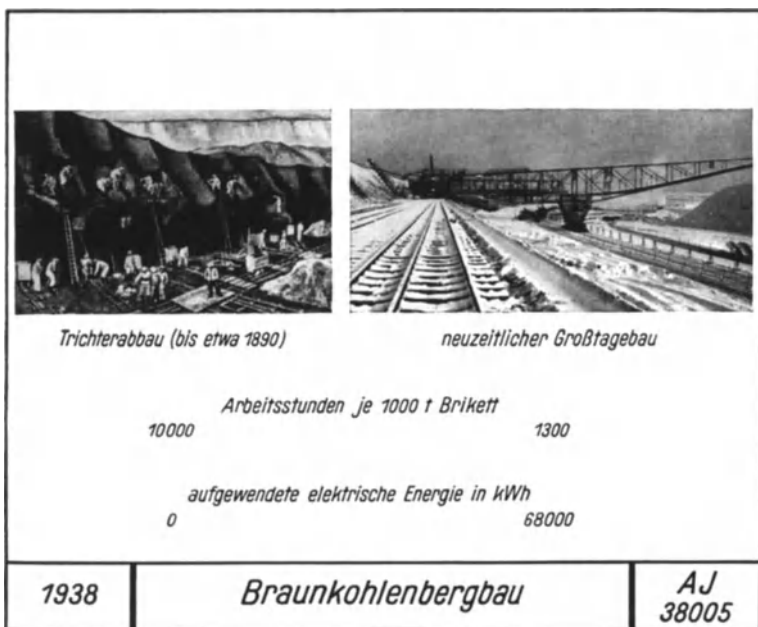 Trichterabbau (bis etwa 1890)
neuzeitlicher Großtagebau
Arbeitsstunden je 1000 t Brikett
10000 1300
aufgewendete elektrische Energie in kWh
0 68000
1938
Braunkohlenbergbau
AJ
38005